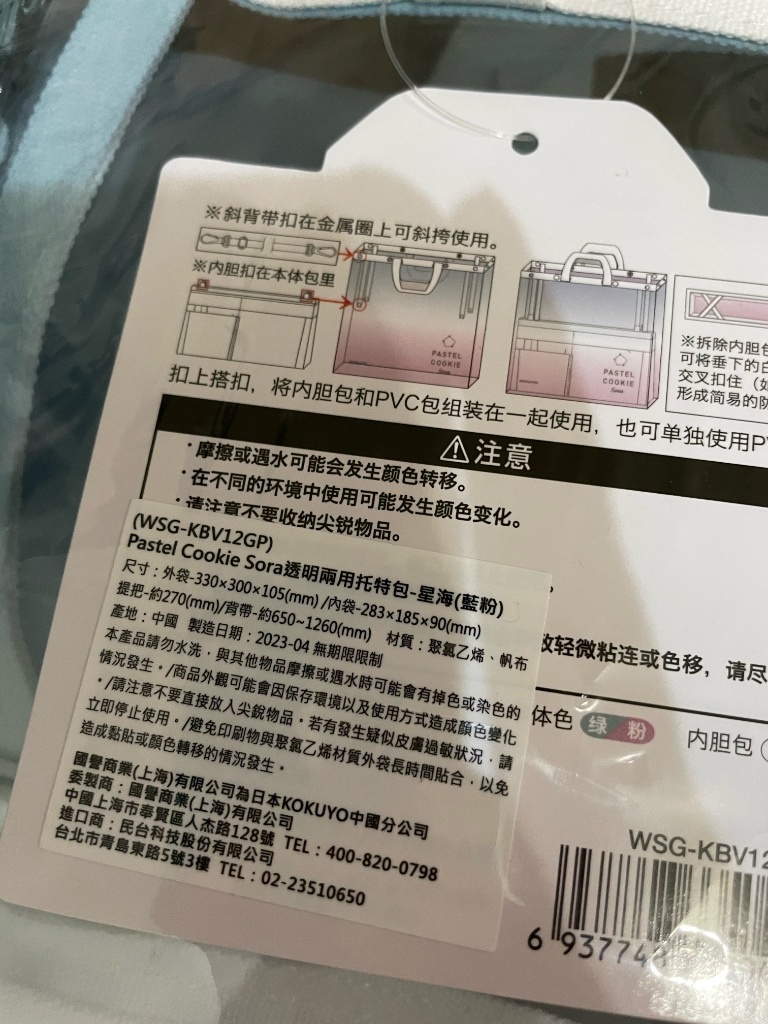 ※斜背带扣在金属圈上可斜挎使用。
※内胆扣在本体包里
PASTEL
COOKIE
Sora
PASTEL
COOKIE
Sora
※拆除内胆包
可将垂下的白
交叉扣住（如
形成简易的防
扣上搭扣，将内胆包和PVC包组装在一起使用，也可单独使用PV
注意
·摩擦或遇水可能会发生颜色转移。
·在不同的环境中使用可能发生颜色变化。
·请注意不要收纳尖锐物品。
(WSG-KBV12GP)
Pastel Cookie Sora透明兩用托特包-星海(藍粉)
尺寸：外袋-330×300×105(mm) /內袋-283×185×90(mm)
提把-約270(mm)/背帶-約650~1260(mm) 材質：聚氯乙烯、帆布
產地：中國 製造日期：2023-04 無期限限制
本產品請勿水洗，與其他物品摩擦或遇水時可能會有掉色或染色的
情況發生。/商品外觀可能會因保存環境以及使用方式造成顏色變化
。/請注意不要直接放入尖銳物品。若有發生疑似皮膚過敏狀況，請
立即停止使用。/避免印刷物與聚氯乙烯材質外袋長時間貼合，以免
造成黏貼或顏色轉移的情況發生。
國譽商業(上海)有限公司為日本KOKUYO中國分公司
委製商：國譽商業(上海)有限公司
中國上海市奉賢區人杰路128號 TEL：400-820-0798
進口商：民台科技股份有限公司
台北市青島東路5號3樓 TEL：02-23510650
轻微粘连或色移，请尽
体色 绿 粉 内胆包
WSG-KBV12
6 93774